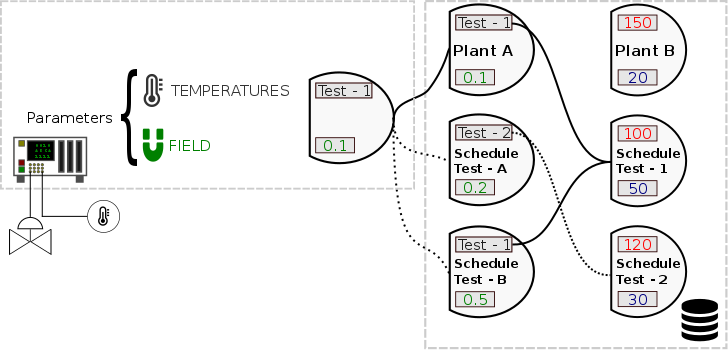 Parameters
TEMPERATURES
FIELD
Test - 1
0.1
Test - 1
Plant A
0.1
Test - 2
Schedule
Test - A
0.2
Test - 1
Schedule
Test - B
0.5
150
Plant B
20
100
Schedule
Test - 1
50
120
Schedule
Test - 2
30